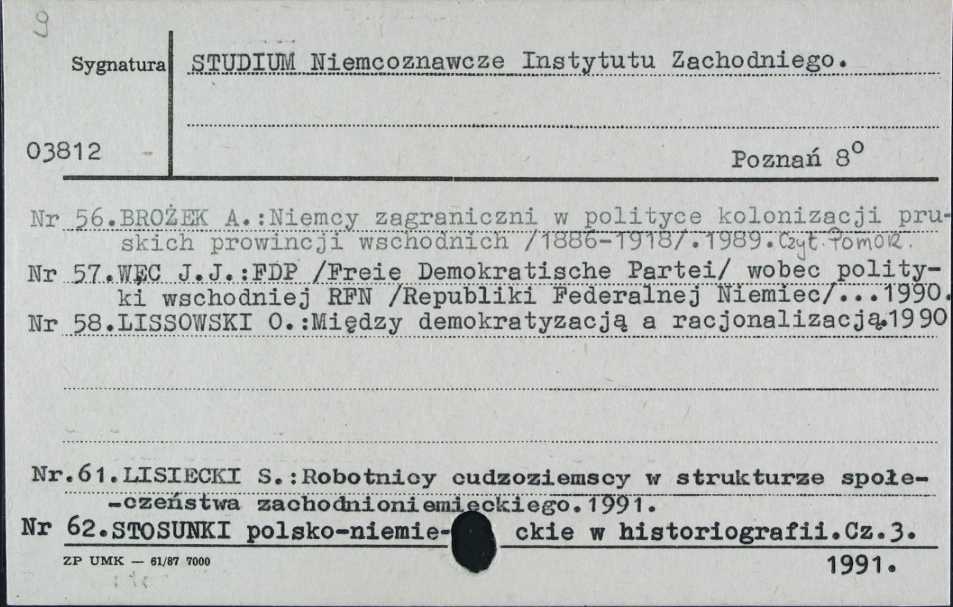 9
Sygnatura
STUDIUM Niemcoznawcze Instytutu Zachodniego.
03812
Poznań 8°
Nr 56.BROŻEK A.:Niemcy zagraniczni w polityce kolonizacji pru-
skich prowincji wschodnich /1886-1918/.1989.Czyt.Pomorz.
Nr 57.WĘC J.J.:FDP /Freie Demokratische Partei/ wobec polity-
ki wschodniej RFN /Republiki Federalnej Niemiec/...1990.
Nr 58.LISSOWSKI O.:Między demokratyzacją a racjonalizacją.1990
Nr.61.LISIECKI S.:Robotnicy cudzoziemscy w strukturze społe-
-czeństwa zachodnioniemieckiego.1991.
Nr 62.STOSUNKI polsko-niemie- ckie w historiografii.Cz.3.
ZP UMK — 61/87 7000
1991.